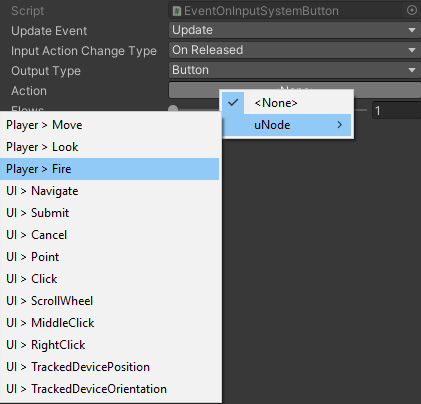 Script EventOnInputSystemButton
Update Event Update
Input Action Change Type On Released
Output Type Button
Action
<None>
1
uNode
Player > Move
Player > Look
Player > Fire
UI > Navigate
UI > Submit
UI > Cancel
UI > Point
UI > Click
UI > ScrollWheel
UI > MiddleClick
UI > RightClick
UI > TrackedDevicePosition
UI > TrackedDeviceOrientation